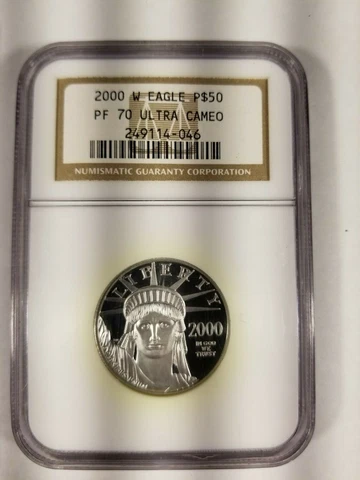 2000 W EAGLE P$50
PF 70 ULTRA CAMEO
249114-046
NUMISMATIC GUARANTY CORPORATION
LIBERTY
2000
IN GOD
WE
TRUST